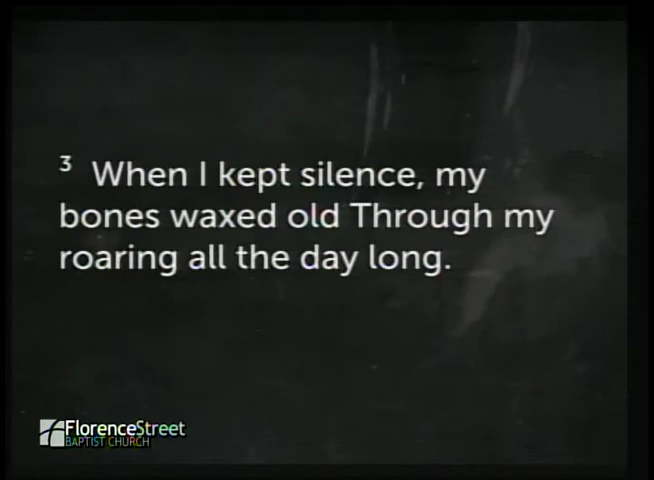 3 When I kept silence, my
bones waxed old Through my
roaring all the day long.
FlorenceStreet
BAPTIST CHURCH